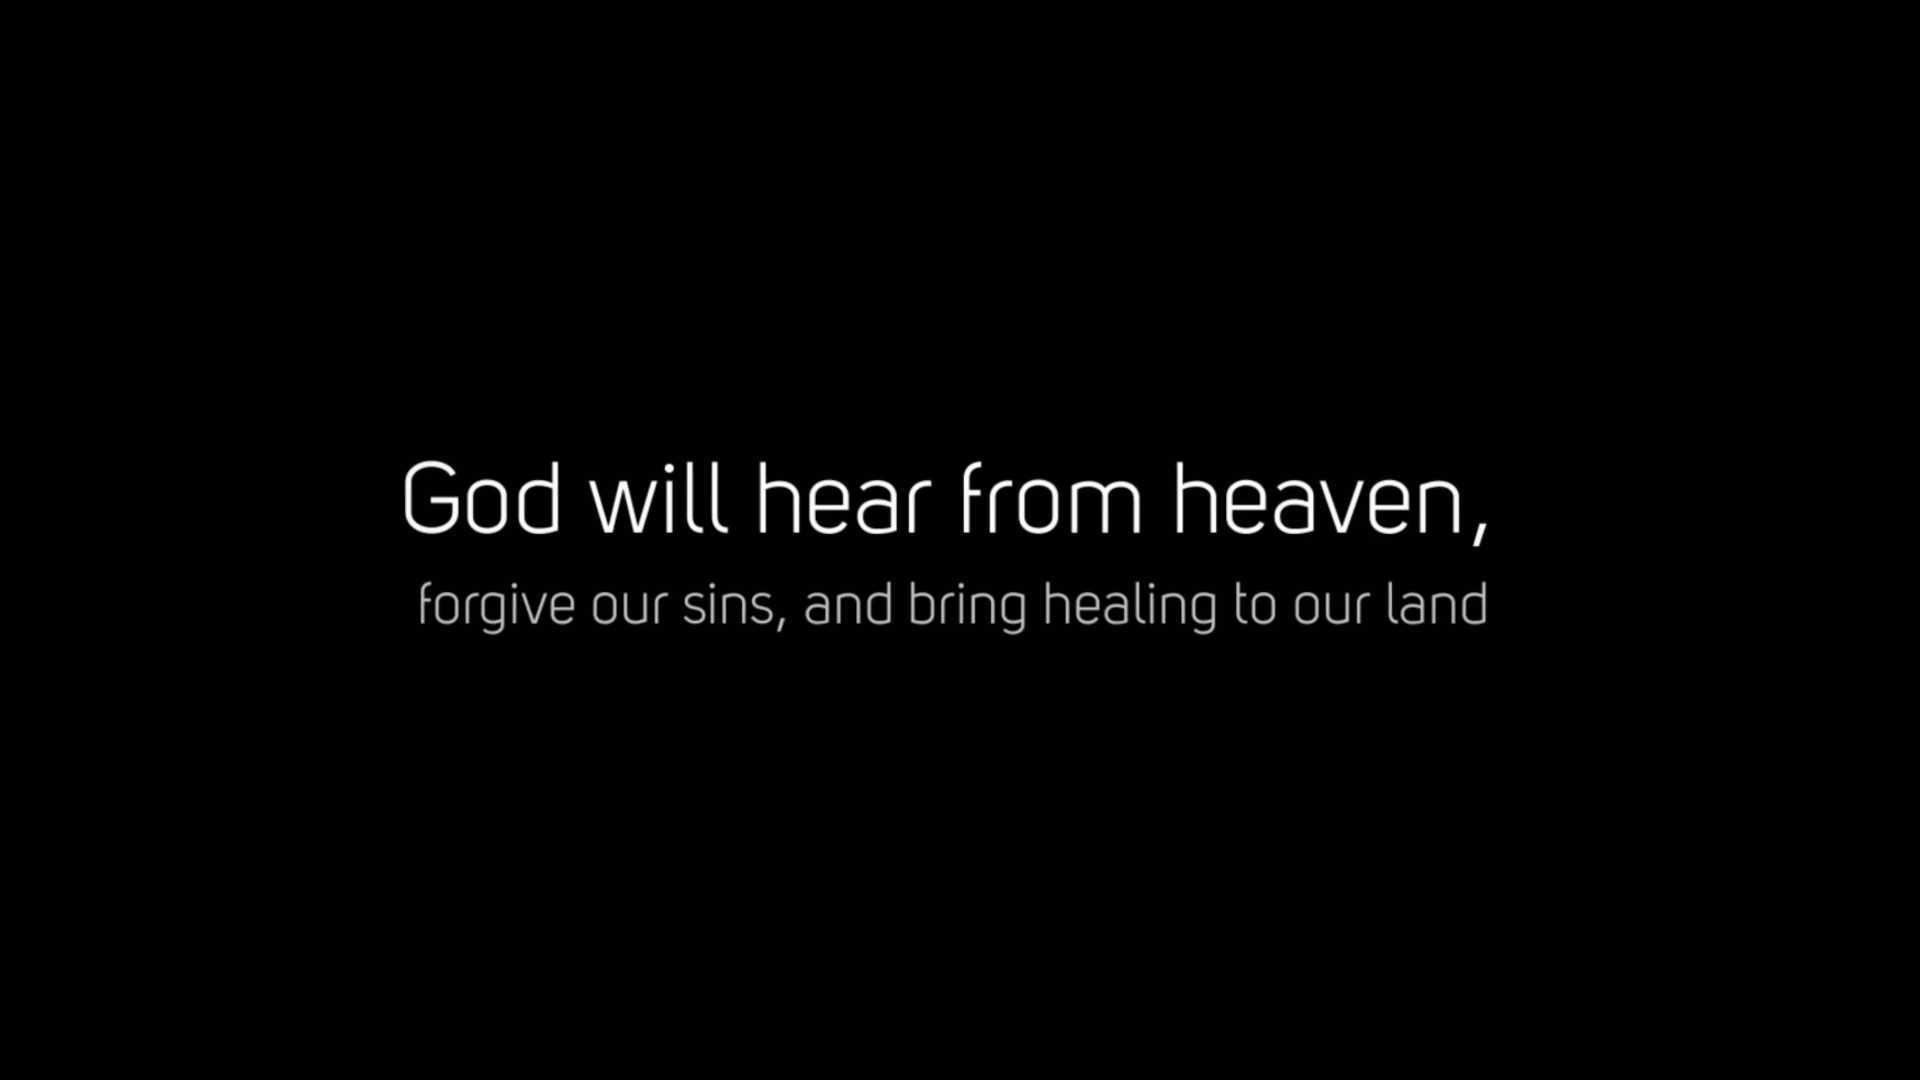 God will hear from heaven,
forgive our sins, and bring healing to our land